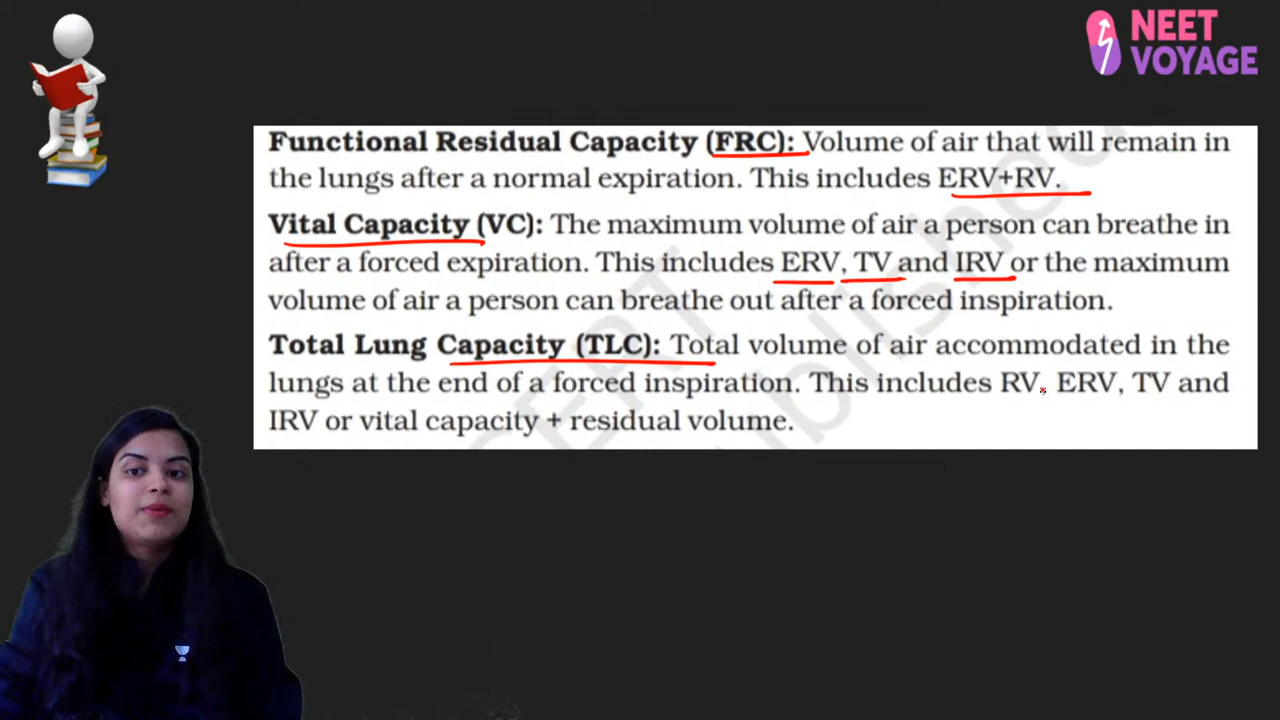 NEET
VOYAGE
Functional Residual Capacity (FRC): Volume of air that will remain in
the lungs after a normal expiration. This includes ERV+RV.
Vital Capacity (VC): The maximum volume of air a person can breathe in
after a forced expiration. This includes ERV, TV and IRV or the maximum
volume of air a person can breathe out after a forced inspiration.
Total Lung Capacity (TLC): Total volume of air accommodated in the
lungs at the end of a forced inspiration. This includes RV, ERV, TV and
IRV or vital capacity + residual volume.